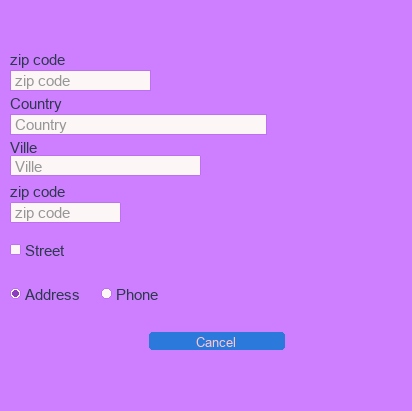 zip code
zip code
Country
Country
Ville
Ville
zip code
zip code
Street
Address Phone
Cancel